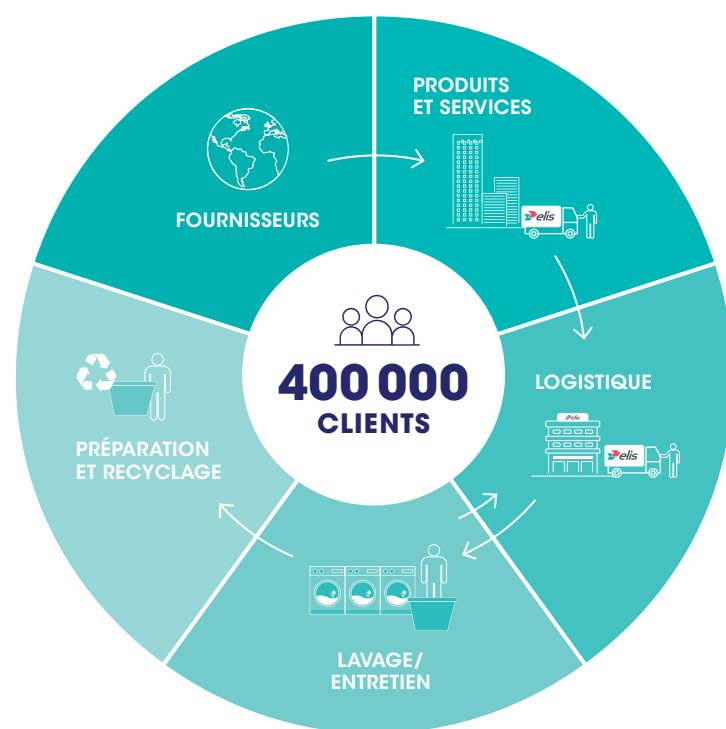 PRODUITS
ET SERVICES
elis
FOURNISSEURS
400 000
CLIENTS
LOGISTIQUE
elis
elis
PRÉPARATION
ET RECYCLAGE
LAVAGE/
ENTRETIEN